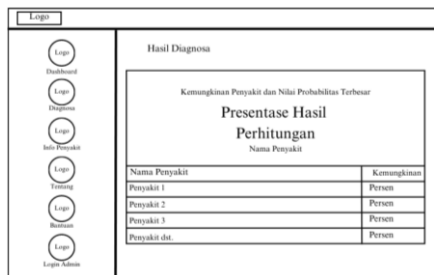 Logo
Logo
Dashboard
Logo
Diagnosa
Logo
Info Penyakit
Logo
Tentang
Logo
Bantuan
Logo
Login Admin
Hasil Diagnosa
Kemungkinan Penyakit dan Nilai Probabilitas Terbesar
Presentase Hasil
Perhitungan
Nama Penyakit
Nama Penyakit Kemungkinan
Penyakit 1 Persen
Penyakit 2 Persen
Penyakit 3 Persen
Penyakit dst. Persen